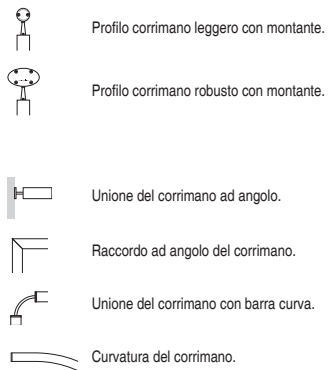 Profilo corrimano leggero con montante.
Profilo corrimano robusto con montante.
Unione del corrimano ad angolo.
Raccordo ad angolo del corrimano.
Unione del corrimano con barra curva.
Curvatura del corrimano.